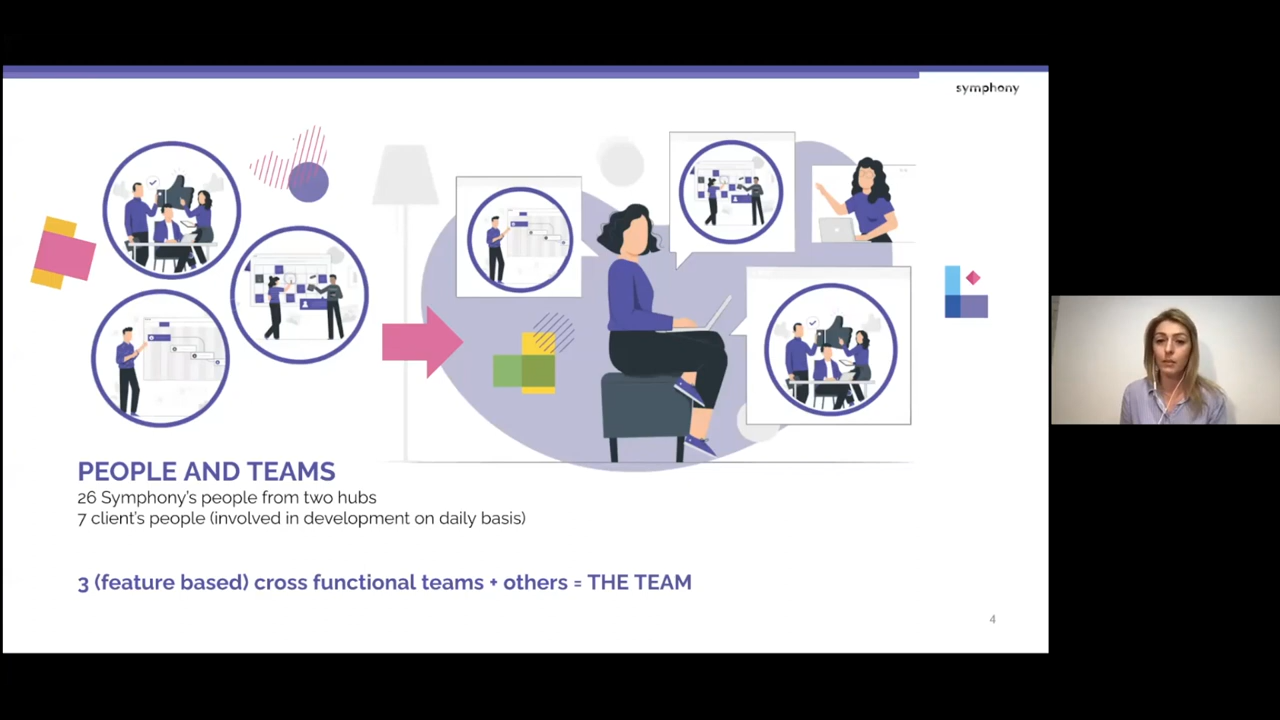 symphony
PEOPLE AND TEAMS
26 Symphony's people from two hubs
7 client's people (involved in development on daily basis)
3 (feature based) cross functional teams + others = THE TEAM
4